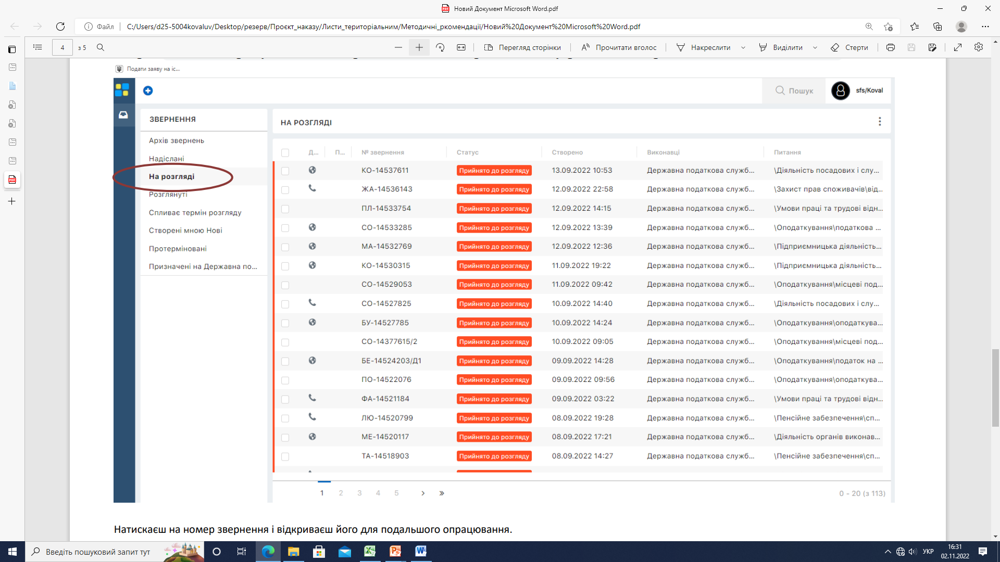 Новий Документ Microsoft Word.pdf
Файл
C:/Users/d25-5004kovaluv/Desktop/резерв/Проєкт_наказу/Листи_територіальним/Методичні_ркомендації/Новий%20Документ%20Microsoft%20Word.pdf
4 з 5 Перегляд сторінки Прочитати вголос Накреслити Виділити Стерти
Подати заяву на іс...
Пошук sfs/Koval
ЗВЕРНЕННЯ
Архів звернень
Надіслані
На розгляді
Розглянуті
Спливає термін розгляду
Створені мною Нові
Протерміновані
Призначені на Державна по...
НА РОЗГЛЯДІ
Д... П... № звернення Статус Створено Виконавці Питання
КО-14537611 Прийнято до розгляду 13.09.2022 10:53 Державна податкова служб... \Діяльність посадових і слу...
ЖА-14536143 Прийнято до розгляду 12.09.2022 22:58 Державна податкова служб... \Захист прав споживачів\від...
ПЛ-14533754 Прийнято до розгляду 12.09.2022 14:15 Державна податкова служб... \Умови праці та трудові відн...
СО-14533285 Прийнято до розгляду 12.09.2022 13:39 Державна податкова служб... \Оподаткування\податкова ...
МА-14532769 Прийнято до розгляду 12.09.2022 12:36 Державна податкова служб... \Підприємницька діяльність...
КО-14530315 Прийнято до розгляду 11.09.2022 19:22 Державна податкова служб... \Підприємницька діяльність...
СО-14529053 Прийнято до розгляду 11.09.2022 09:42 Державна податкова служб... \Оподаткування\місцеві под...
СО-14527825 Прийнято до розгляду 10.09.2022 14:40 Державна податкова служб... \Діяльність посадових і слу...
БУ-14527785 Прийнято до розгляду 10.09.2022 14:24 Державна податкова служб... \Оподаткування\оподаткува...
СО-14377615/2 Прийнято до розгляду 10.09.2022 09:05 Державна податкова служб... \Оподаткування\місцеві под...
БЕ-14524203/Д1 Прийнято до розгляду 09.09.2022 14:28 Державна податкова служб... \Оподаткування\податок на ...
ПО-14522076 Прийнято до розгляду 09.09.2022 09:56 Державна податкова служб... \Оподаткування\оподаткува...
ФА-14521184 Прийнято до розгляду 09.09.2022 03:22 Державна податкова служб... \Умови праці та трудові відн...
ЛЮ-14520799 Прийнято до розгляду 08.09.2022 19:28 Державна податкова служб... \Пенсійне забезпечення\сп...
МЕ-14520117 Прийнято до розгляду 08.09.2022 17:21 Державна податкова служб... \Діяльність органів виконав...
ТА-14518903 Прийнято до розгляду 08.09.2022 14:27 Державна податкова служб... \Пенсійне забезпечення\сп...
1 2 3 4 5 › » 0 - 20 (з 113)
Натискаєш на номер звернення і відкриваєш його для подальшого опрацювання.
Введіть пошуковий запит тут
УКР
16:31
02.11.2022